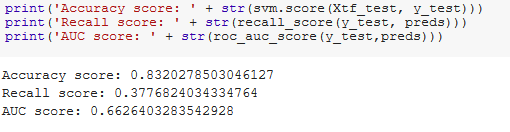 print('Accuracy score: ' + str(svm.score(Xtf_test, y_test)))
print('Recall score: ' + str(recall_score(y_test, preds)))
print('AUC score: ' + str(roc_auc_score(y_test,preds)))
Accuracy score: 0.8320278503046127
Recall score: 0.3776824034334764
AUC score: 0.6626403283542928